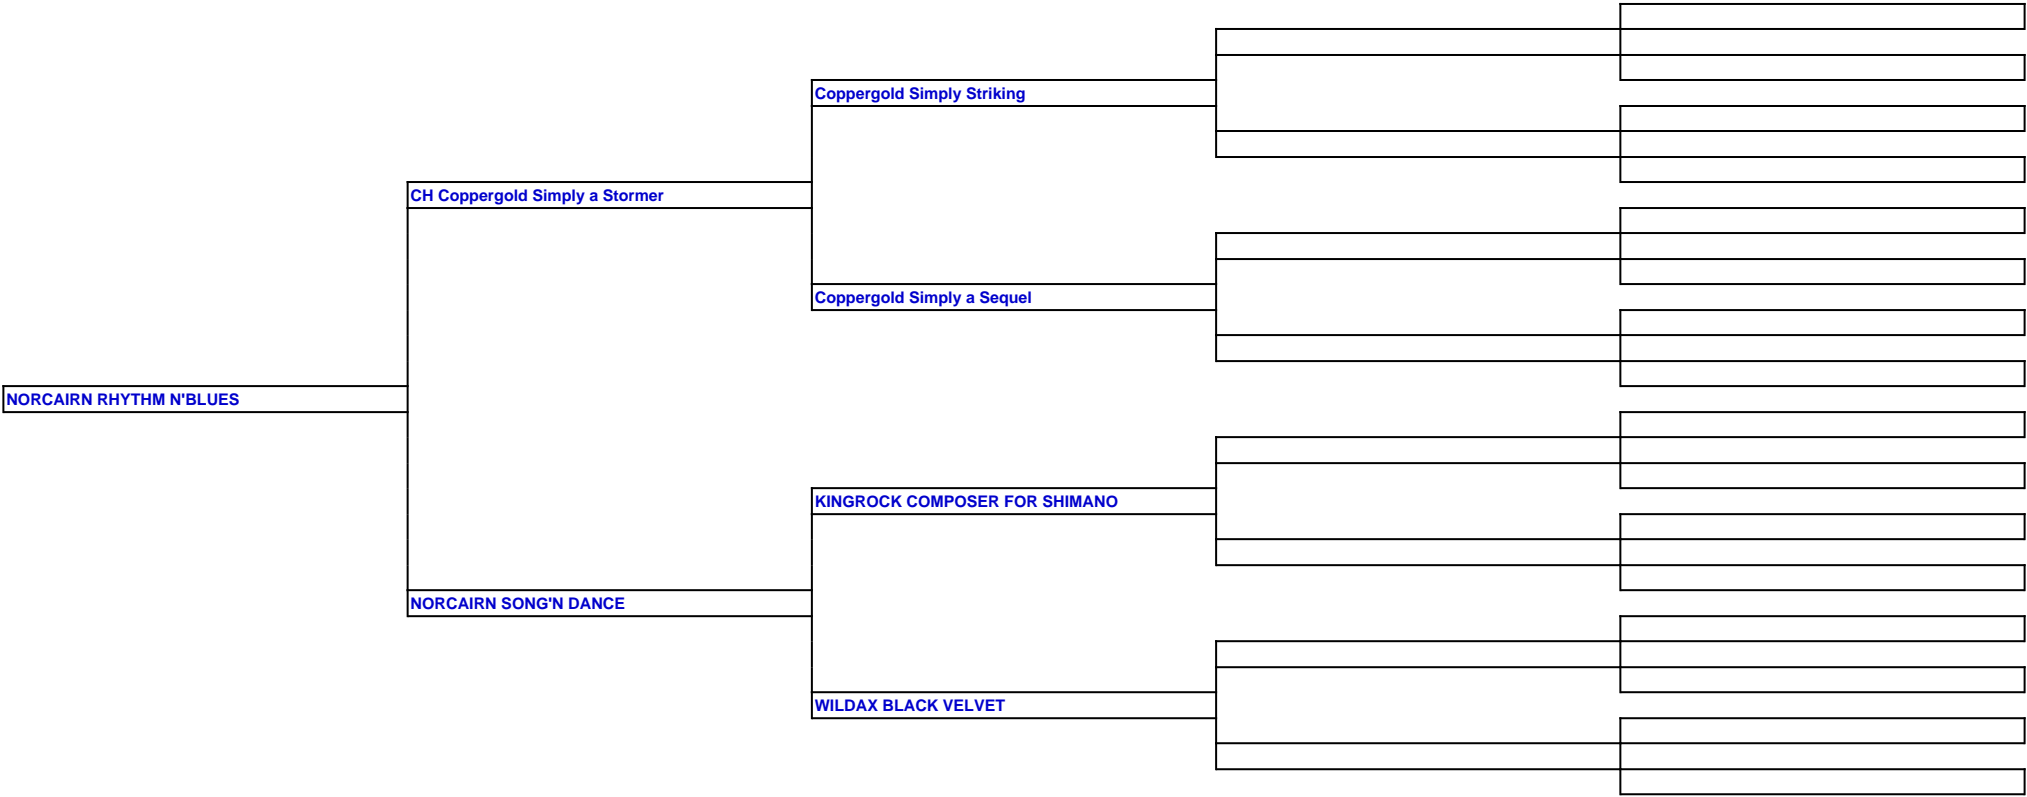 Coppergold Simply Striking
CH Coppergold Simply a Stormer
Coppergold Simply a Sequel
NORCAIRN RHYTHM N'BLUES
KINGROCK COMPOSER FOR SHIMANO
NORCAIRN SONG'N DANCE
WILDAX BLACK VELVET